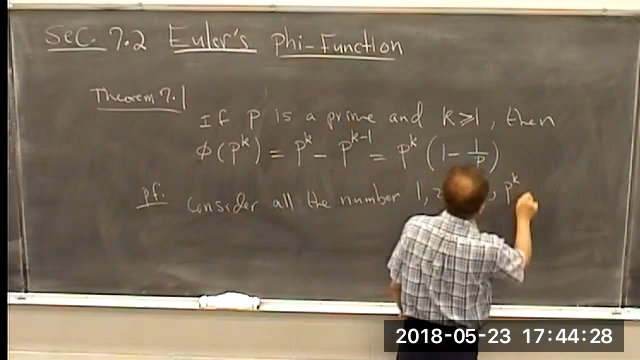 Sec. 7.2 Euler's Phi-Function
Theorem 7.1
If P is a prime and k ≥ 1, then
φ(P^k) = P^k - P^{k-1} = P^k (1 - 1/P)
pf. Consider all the number 1, 2 , P^k
2018-05-23 17:44:28